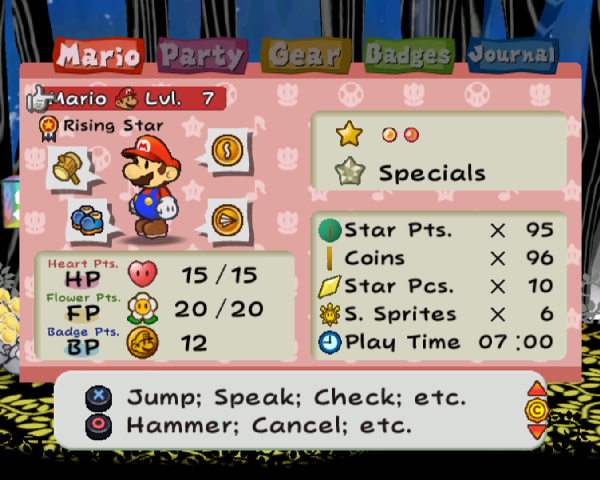 Mario Party Gear Badges Journal
Mario Lvl. 7
Rising Star
Specials
Heart Pts.
HP 15/15
Flower Pts.
FP 20/20
Badge Pts.
BP 12
Star Pts. × 95
Coins × 96
Star Pcs. × 10
S. Sprites × 6
Play Time 07:00
Jump; Speak; Check; etc.
Hammer; Cancel; etc.